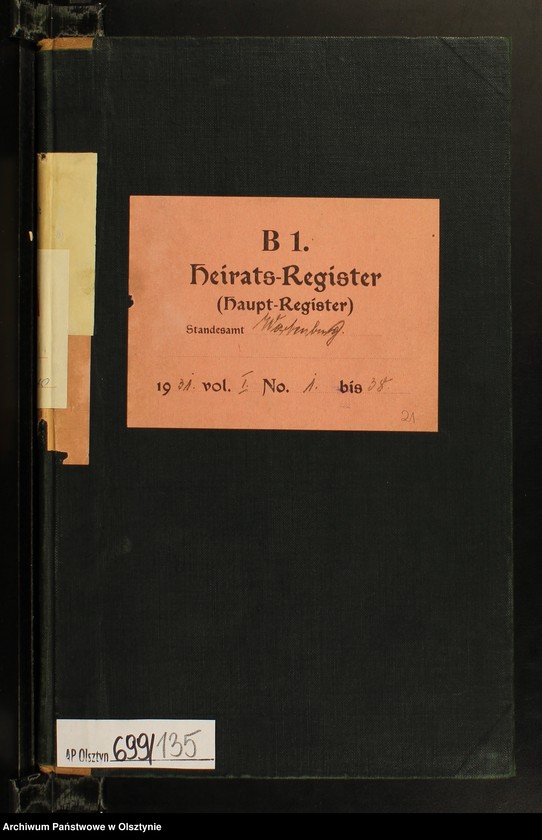 B 1.
Heirats-Register
(Haupt-Register)
Standesamt Wartenburg.
19 31. vol. I. No. 1. bis 38
21
AP Olsztyn 699/135
Archiwum Państwowe w Olsztynie